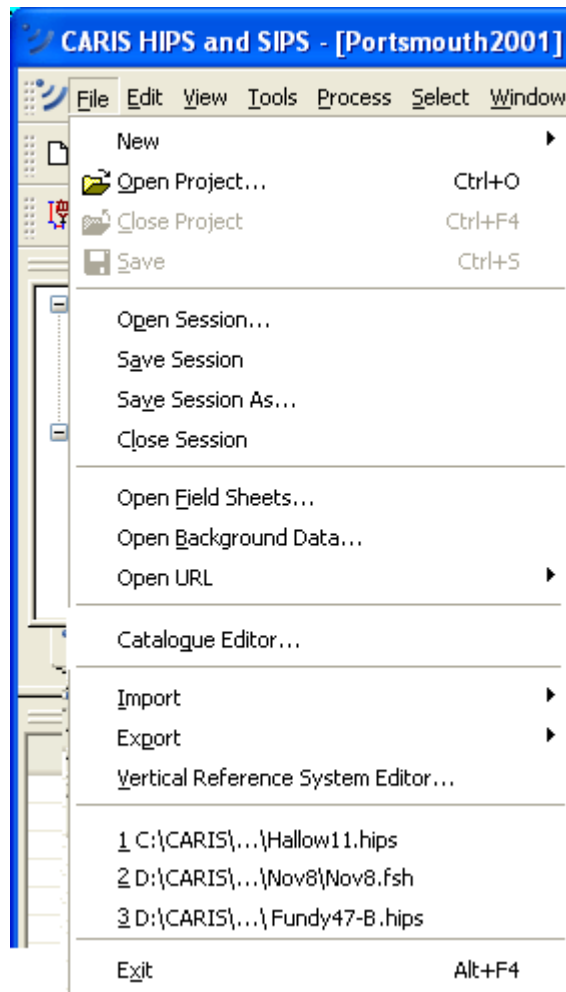 CARIS HIPS and SIPS - [Portsmouth2001]
File Edit View Tools Process Select Window
New
Open Project... Ctrl+O
Close Project Ctrl+F4
Save Ctrl+S
Open Session...
Save Session
Save Session As...
Close Session
Open Field Sheets...
Open Background Data...
Open URL
Catalogue Editor...
Import
Export
Vertical Reference System Editor...
1 C:\CARIS\...\Hallow11.hips
2 D:\CARIS\...\Nov8\Nov8.fsh
3 D:\CARIS\...\ Fundy47-B.hips
Exit Alt+F4